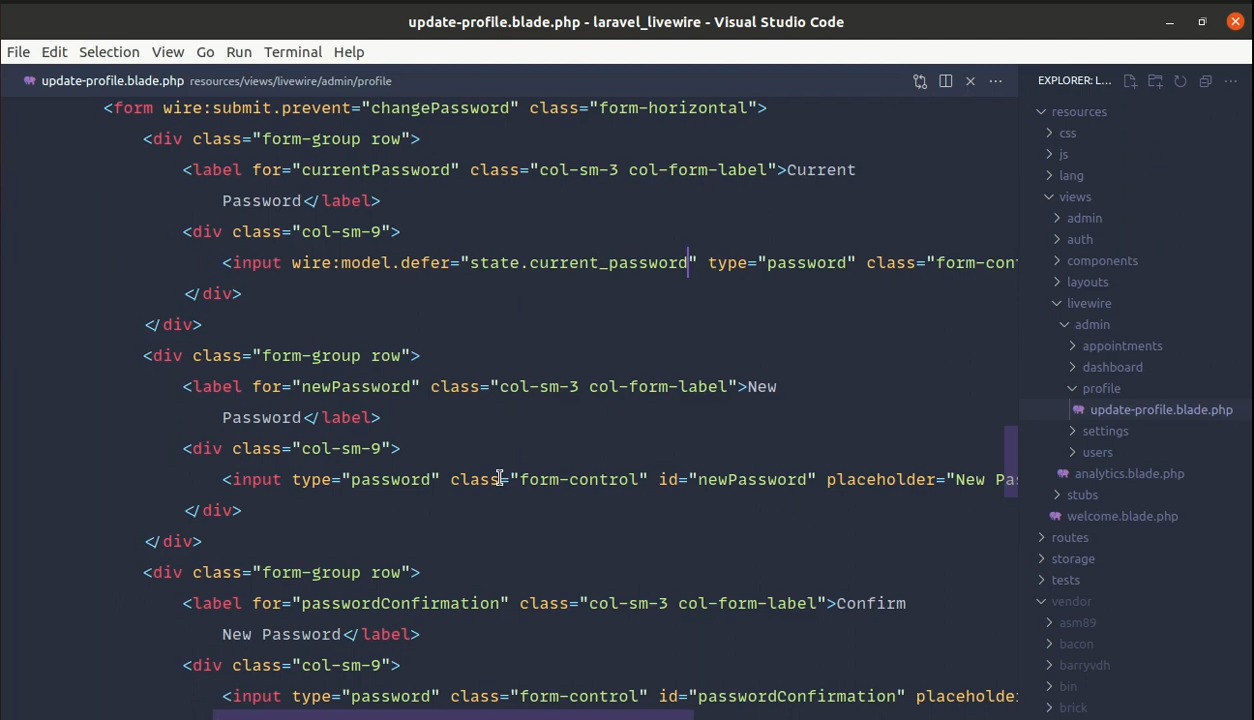 update-profile.blade.php - laravel_livewire - Visual Studio Code
File Edit Selection View Go Run Terminal Help
update-profile.blade.php resources/views/livewire/admin/profile
<form wire:submit.prevent="changePassword" class="form-horizontal">
<div class="form-group row">
<label for="currentPassword" class="col-sm-3 col-form-label">Current
Password</label>
<div class="col-sm-9">
<input wire:model.defer="state.current_password" type="password" class="form-con
</div>
</div>
<div class="form-group row">
<label for="newPassword" class="col-sm-3 col-form-label">New
Password</label>
<div class="col-sm-9">
<input type="password" class="form-control" id="newPassword" placeholder="New Pas
</div>
</div>
<div class="form-group row">
<label for="passwordConfirmation" class="col-sm-3 col-form-label">Confirm
New Password</label>
<div class="col-sm-9">
<input type="password" class="form-control" id="passwordConfirmation" placeholder
EXPLORER: L...
resources
css
js
lang
views
admin
auth
components
layouts
livewire
admin
appointments
dashboard
profile
update-profile.blade.php
settings
users
analytics.blade.php
stubs
welcome.blade.php
routes
storage
tests
vendor
asm89
bacon
barryvdh
bin
brick